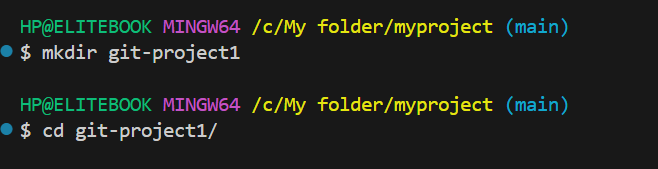 HP@ELITEBOOK MINGW64 /c/My folder/myproject (main)
$ mkdir git-project1
HP@ELITEBOOK MINGW64 /c/My folder/myproject (main)
$ cd git-project1/